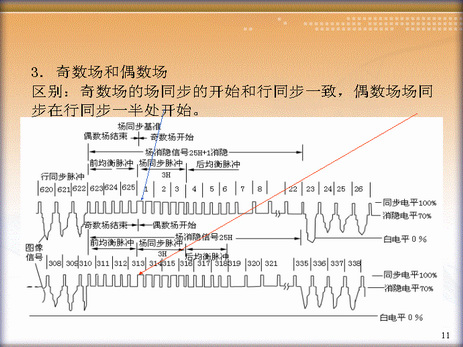 3. 奇数场和偶数场
区别：奇数场的场同步的开始和行同步一致，偶数场场同
步在行同步一半处开始。
场同步基准
偶数场结束 奇数场开始
场消隐信号25H+1消隐
前均衡脉冲 场同步脉冲 后均衡脉冲
3H
行同步脉冲
620 621 622 623 624 625 1 2 3 4 5 6 7 8 22 23 24 25 26
同步电平100%
消隐电平70%
白电平0%
奇数场结束 偶数场开始
场消隐信号25H
前均衡脉冲 场同步脉冲 后均衡脉冲
3H
图像
信号
308 309 310 311 311 312 313 314 315 316 317 318 319 320 321 335 336 337 338
同步电平100%
消隐电平70%
白电平0%
11